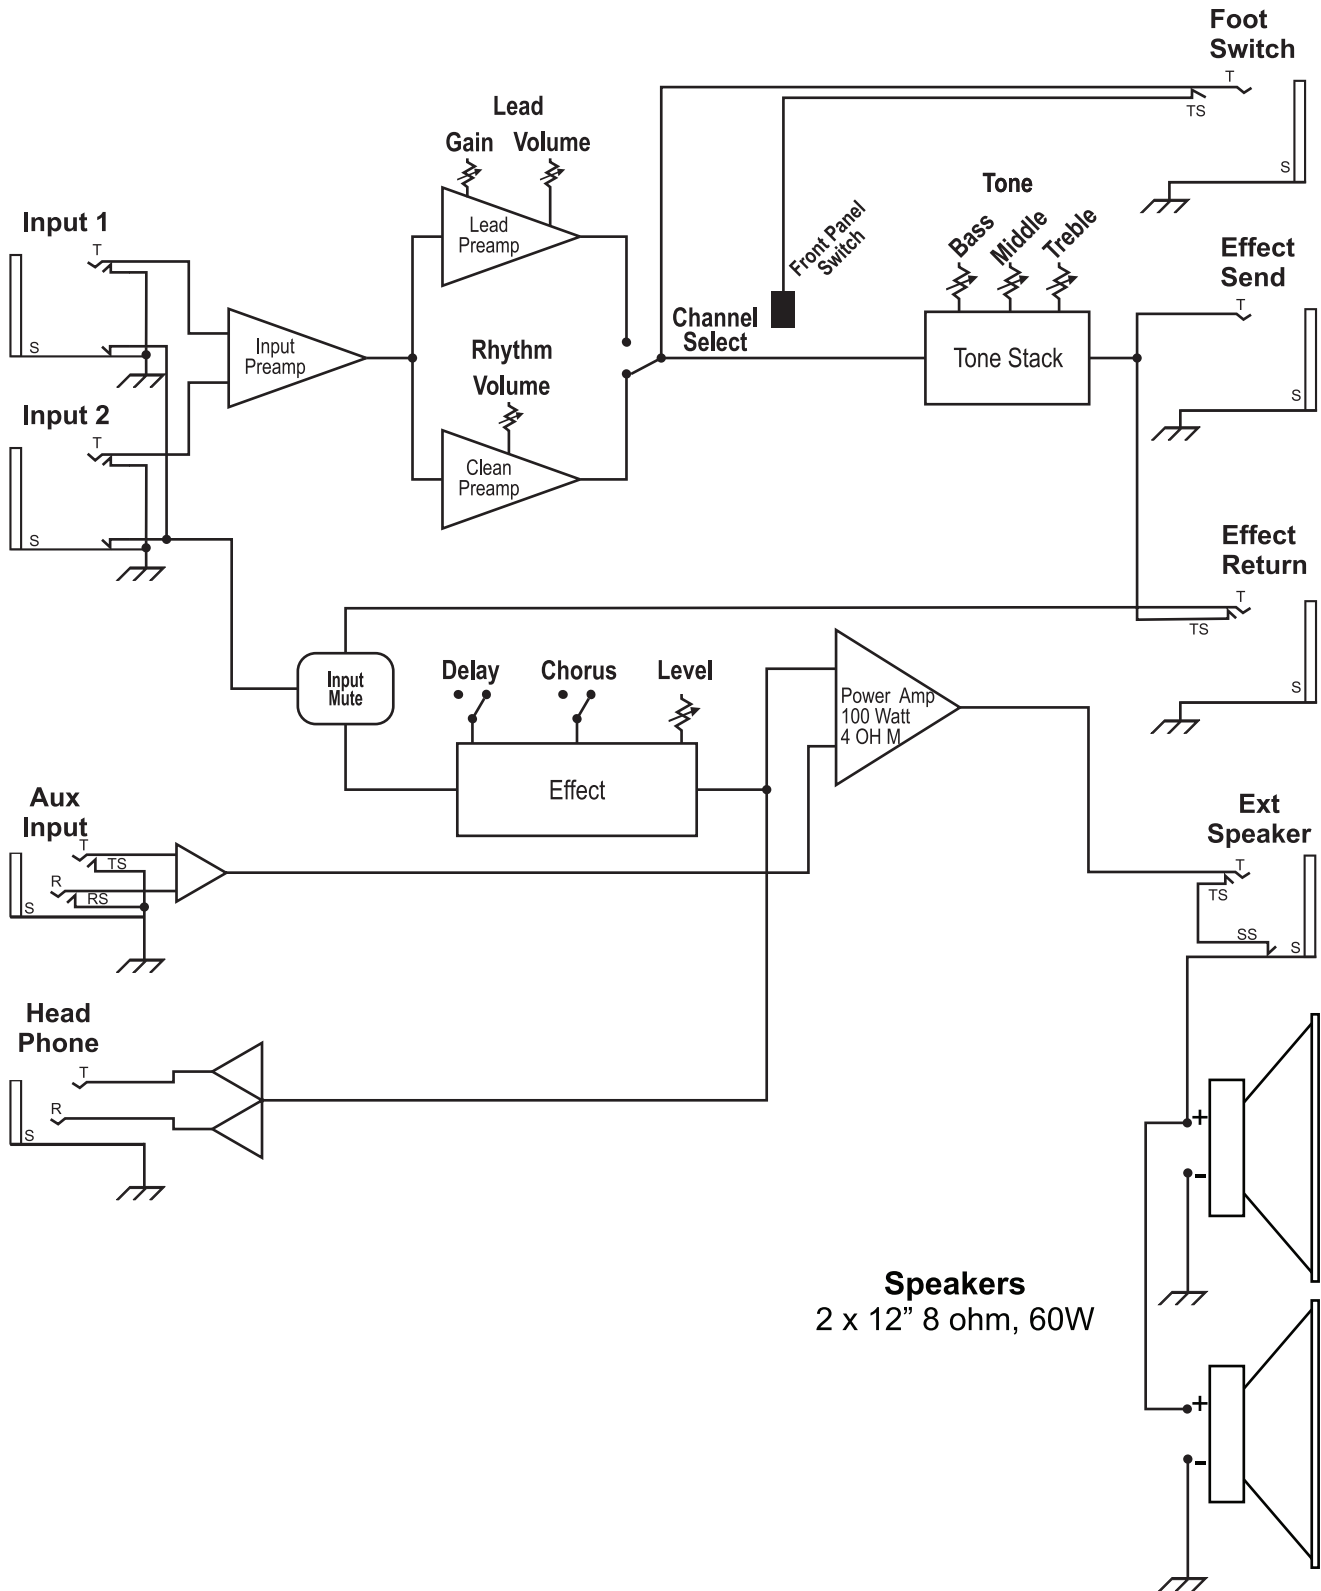 Foot
Switch
T
TS
S
Lead
Gain
Volume
Lead
Preamp
Tone
Bass
Middle
Treble
Front Panel
Switch
Input 1
T
S
Input
Preamp
Channel
Select
Tone Stack
Effect
Send
T
S
Rhythm
Volume
Clean
Preamp
Input 2
T
S
Effect
Return
T
TS
S
Input
Mute
Delay
Chorus
Level
Effect
Power Amp
100 Watt
4 OH M
Aux
Input
T
TS
R
RS
S
Ext
Speaker
T
TS
SS
S
Head
Phone
T
R
S
+
-
Speakers
2 x 12” 8 ohm, 60W
+
-